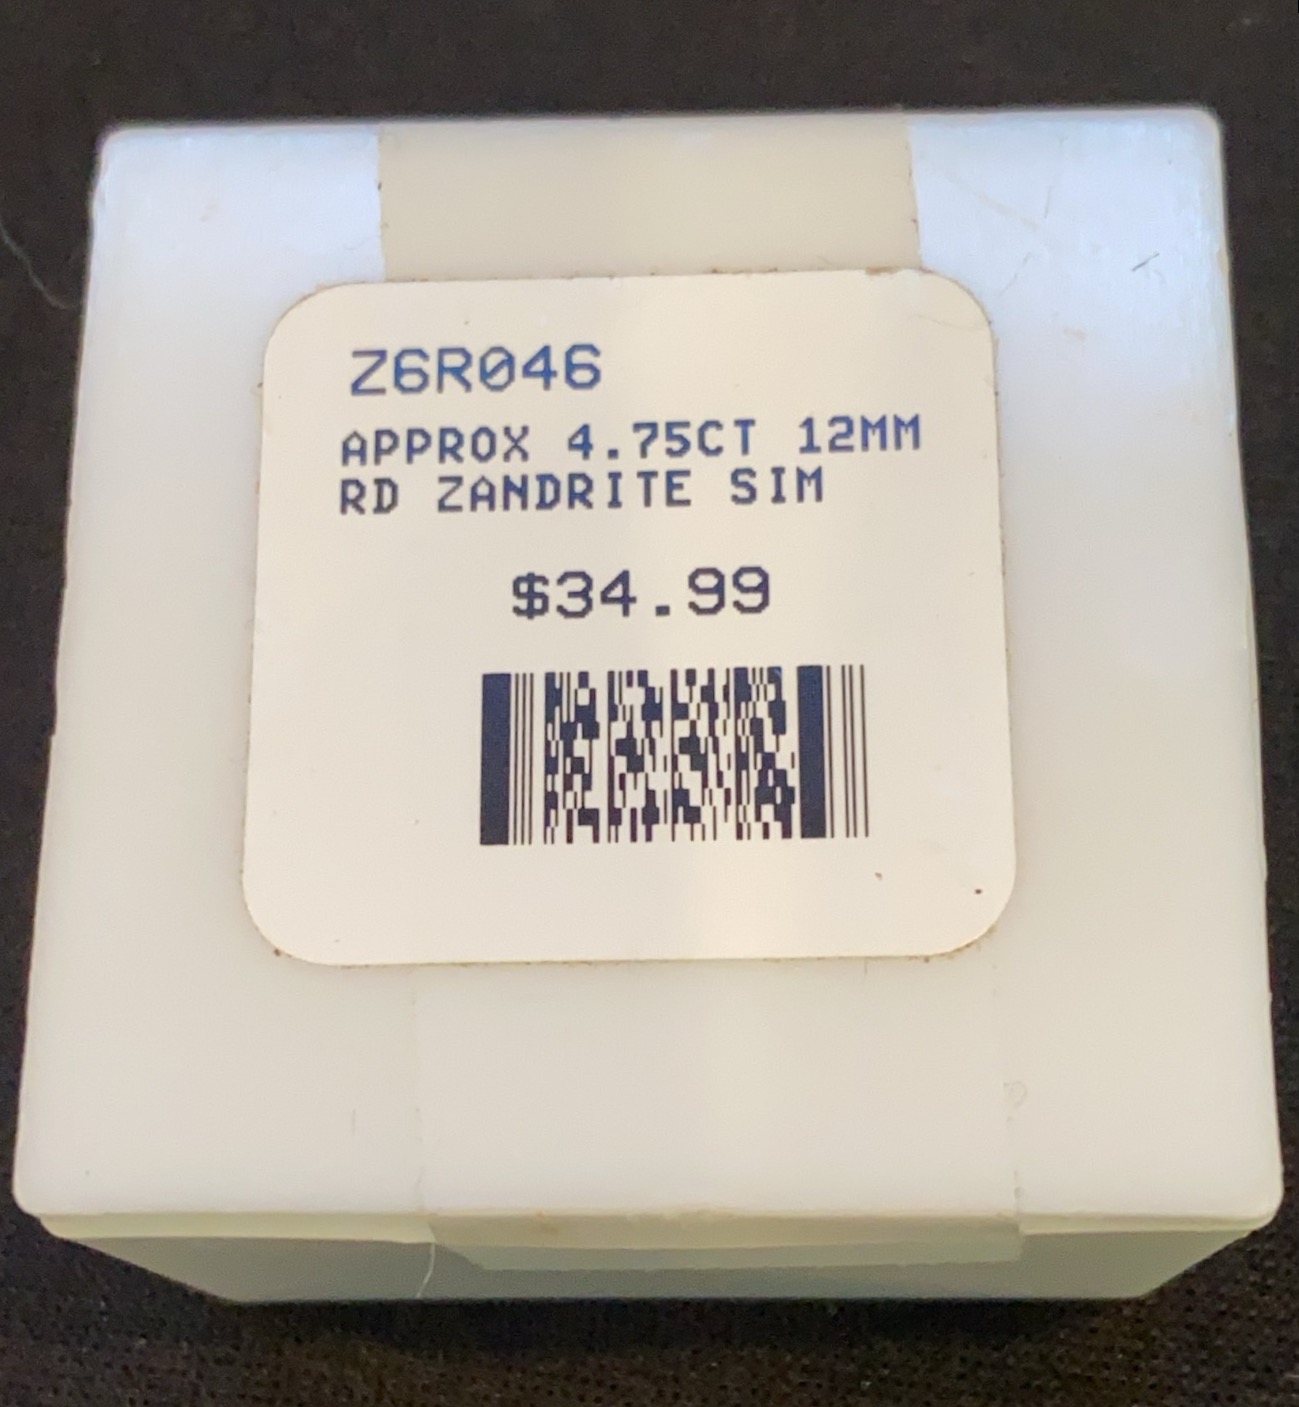 Z6R046
APPROX 4.75CT 12MM
RD ZANDRITE SIM
$34.99